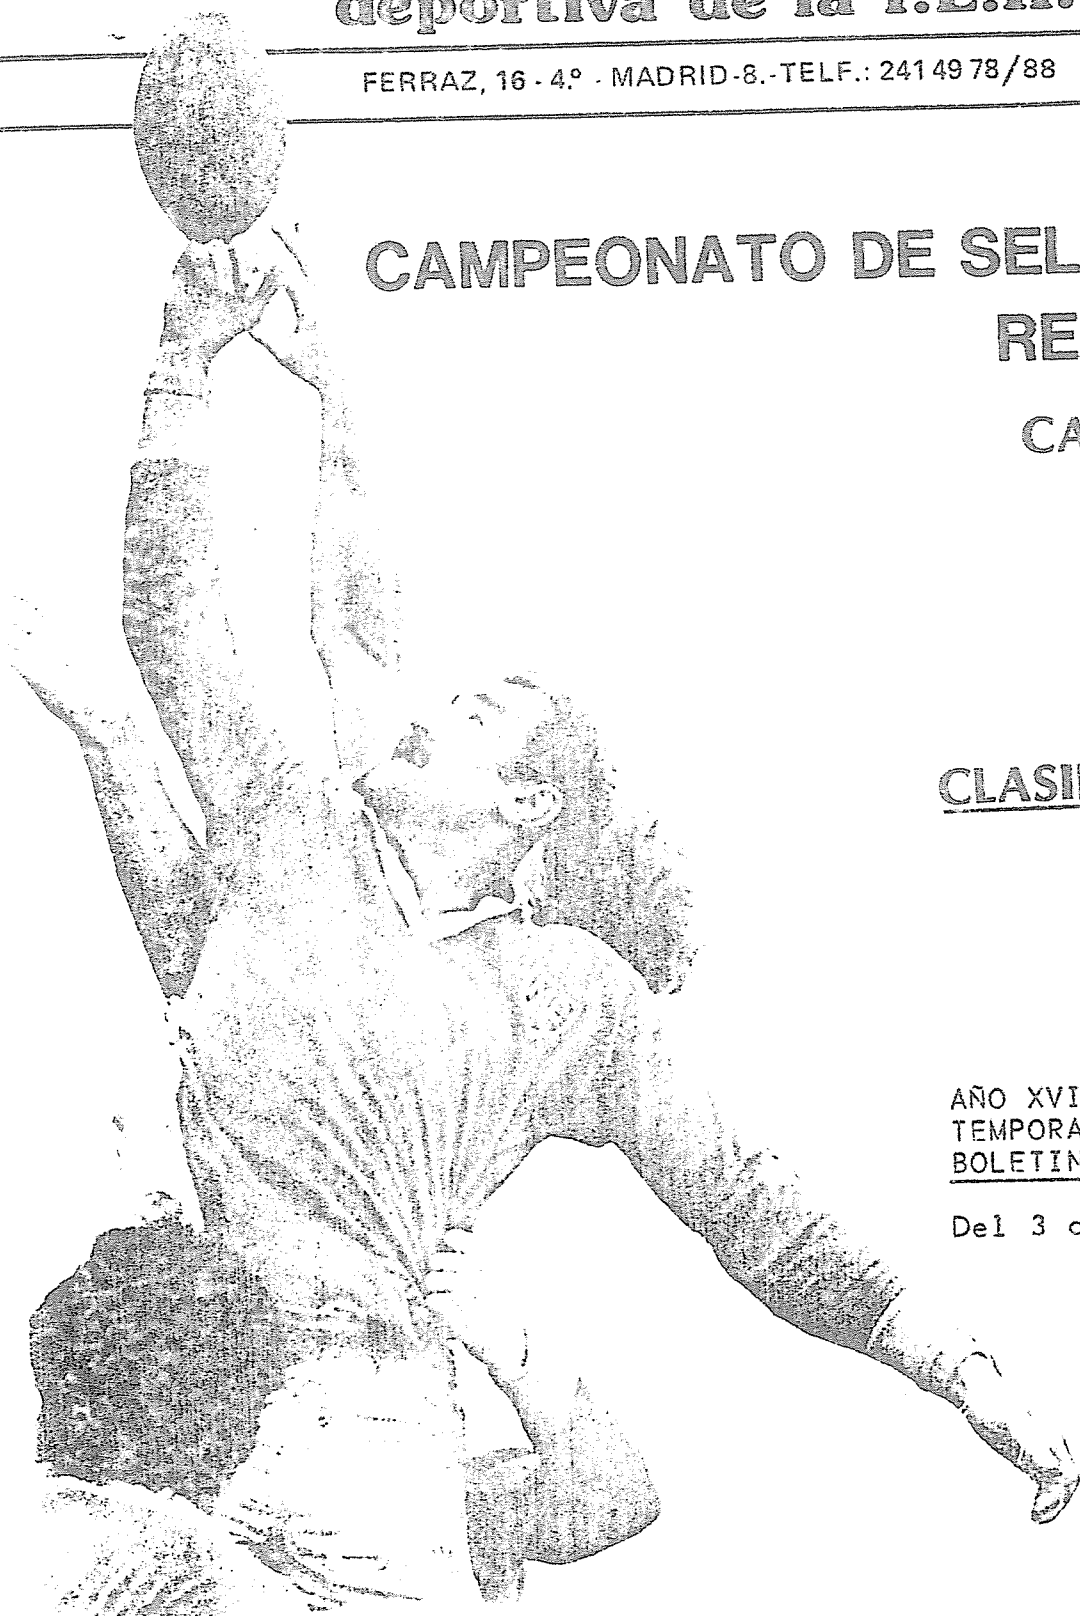 deportiva de la F.E.R.
FERRAZ, 16 - 4.º - MADRID-8.-TELF.: 241 49 78/88
CAMPEONATO DE SEL
RE
CA
CLASIF
AÑO XVI
TEMPORA
BOLETIN
Del 3 d